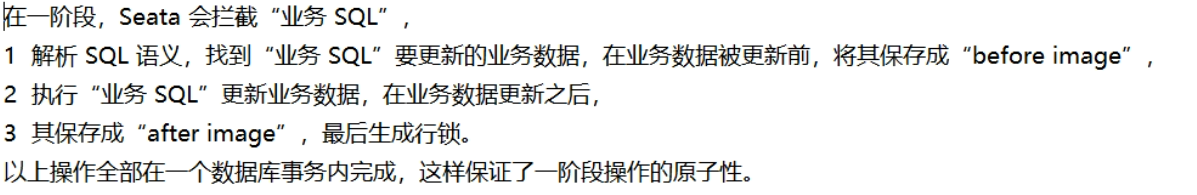 在一阶段，Seata 会拦截“业务 SQL”，
1 解析 SQL 语义，找到“业务 SQL”要更新的业务数据，在业务数据被更新前，将其保存成“before image”，
2 执行“业务 SQL”更新业务数据，在业务数据更新之后，
3 其保存成“after image”，最后生成行锁。
以上操作全部在一个数据库事务内完成，这样保证了一阶段操作的原子性。